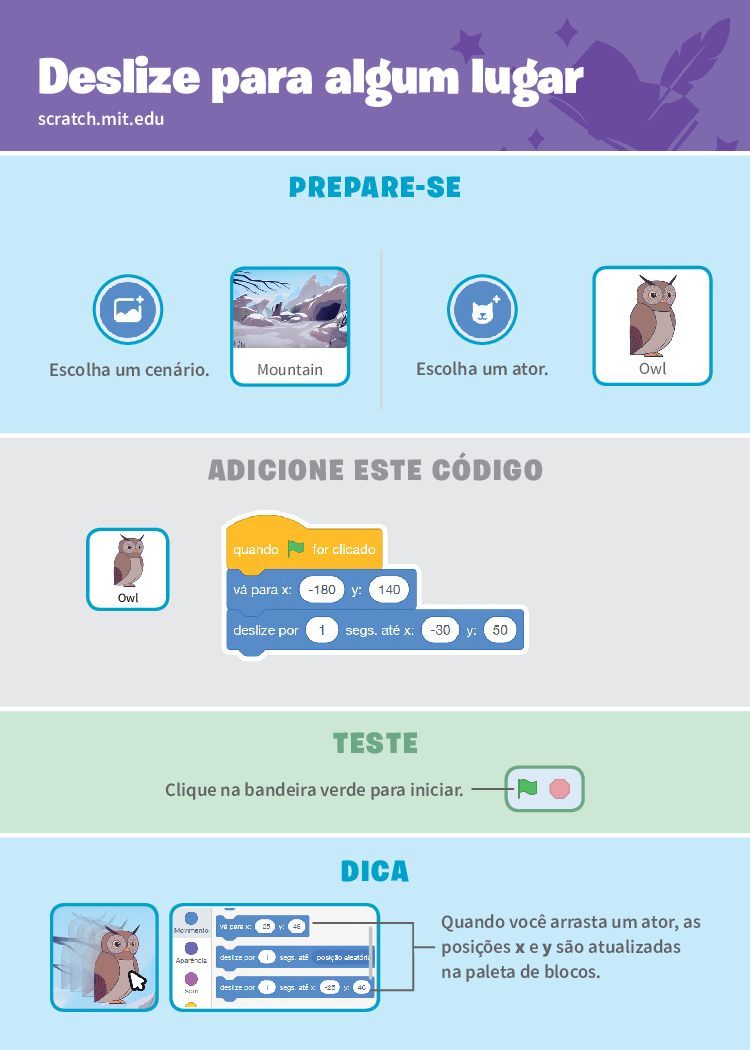 Deslize para algum lugar
scratch.mit.edu
PREPARE-SE
Escolha um cenário.
Mountain
Escolha um ator.
Owl
ADICIONE ESTE CÓDIGO
Owl
quando for clicado
vá para x: -180 y: 140
deslize por 1 segs. até x: -30 y: 50
TESTE
Clique na bandeira verde para iniciar.
DICA
Movimento
Aparência
Som
vá para x: -25 y: 46
deslize por 1 segs. até posição aleatória
deslize por 1 segs. até x: -25 y: 46
Quando você arrasta um ator, as
posições x e y são atualizadas
na paleta de blocos.